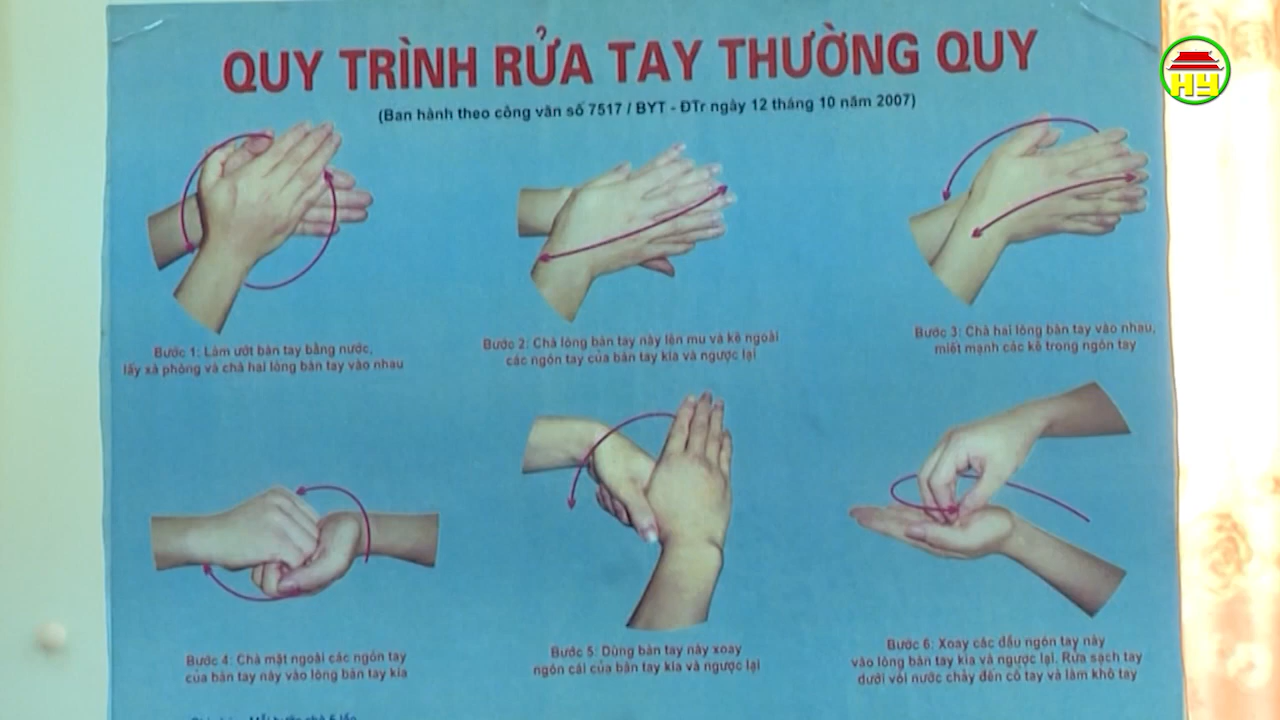 QUY TRÌNH RỬA TAY THƯỜNG QUY
(Ban hành theo công văn số 7517 / BYT - ĐTr ngày 12 tháng 10 năm 2007)
HY
Bước 1: Làm ướt bàn tay bằng nước,
lấy xà phòng và chà hai lòng bàn tay vào nhau
Bước 2: Chà lòng bàn tay này lên mu và kẽ ngoài
các ngón tay của bàn tay kia và ngược lại
Bước 3: Chà hai lòng bàn tay vào nhau,
miết mạnh các kẽ trong ngón tay
Bước 4: Chà mặt ngoài các ngón tay
của bàn tay này vào lòng bàn tay kia
Bước 5: Dùng bàn tay này xoay
ngón cái của bàn tay kia và ngược lại
Bước 6: Xoay các đầu ngón tay này
vào lòng bàn tay kia và ngược lại. Rửa sạch tay
dưới vòi nước chảy đến cổ tay và làm khô tay